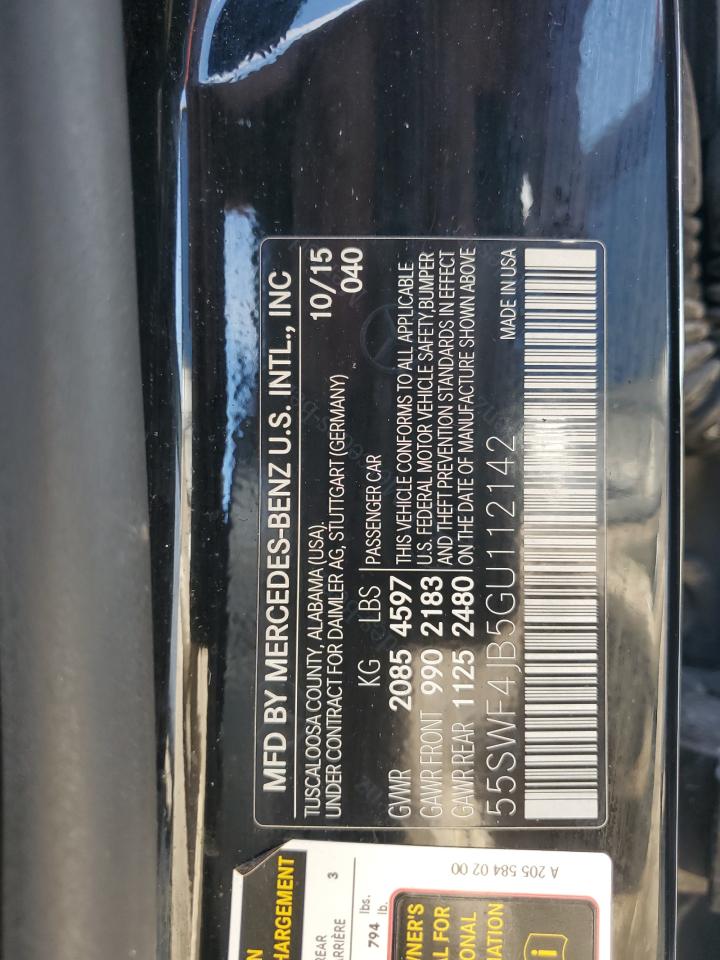 MFD BY MERCEDES-BENZ U.S. INTL., INC
TUSCALOOSA COUNTY, ALABAMA (USA), 10/15
UNDER CONTRACT FOR DAIMLER AG, STUTTGART (GERMANY) 040
KG LBS PASSENGER CAR
GVWR 2085 4597 THIS VEHICLE CONFORMS TO ALL APPLICABLE
GAWR FRONT 990 2183 U.S. FEDERAL MOTOR VEHICLE SAFETY, BUMPER
AND THEFT PREVENTION STANDARDS IN EFFECT
GAWR REAR 1125 2480 ON THE DATE OF MANUFACTURE SHOWN ABOVE
55SWF4JB5GU112142 MADE IN USA
HARGEMENT
REAR 3
ARRIÈRE
794 lbs.
lb.
A 205 584 02 00